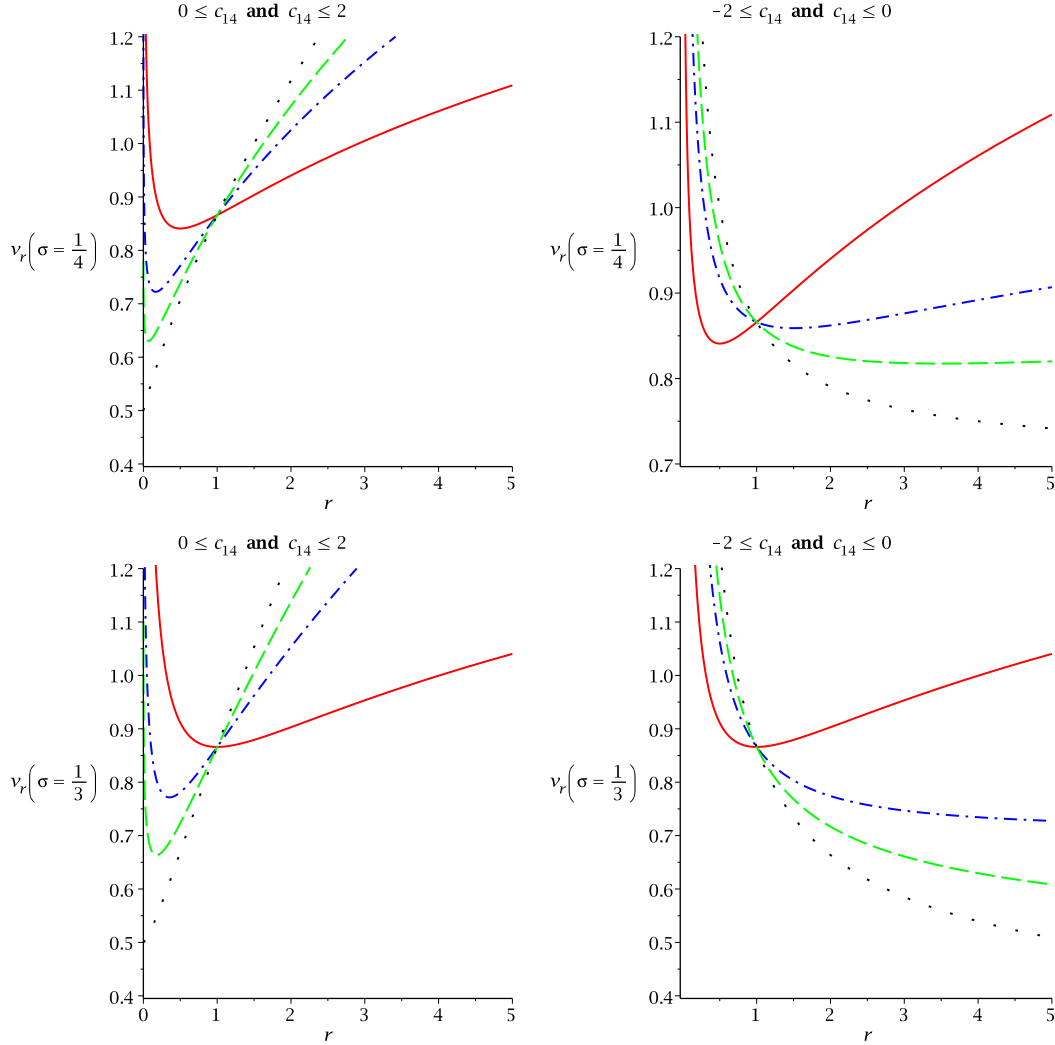 0 ≤ c₁₄ and c₁₄ ≤ 2
1.2
1.1
1.0
0.9
0.8
0.7
0.6
0.5
0.4
vᵣ(σ = 1/4)
0 1 2 3 4 5
r
-2 ≤ c₁₄ and c₁₄ ≤ 0
1.2
1.1
1.0
0.9
0.8
0.7
vᵣ(σ = 1/4)
1 2 3 4 5
r
0 ≤ c₁₄ and c₁₄ ≤ 2
1.2
1.1
1.0
0.9
0.8
0.7
0.6
0.5
0.4
vᵣ(σ = 1/3)
0 1 2 3 4 5
r
-2 ≤ c₁₄ and c₁₄ ≤ 0
1.2
1.1
1.0
0.9
0.8
0.7
0.6
0.5
0.4
vᵣ(σ = 1/3)
1 2 3 4 5
r